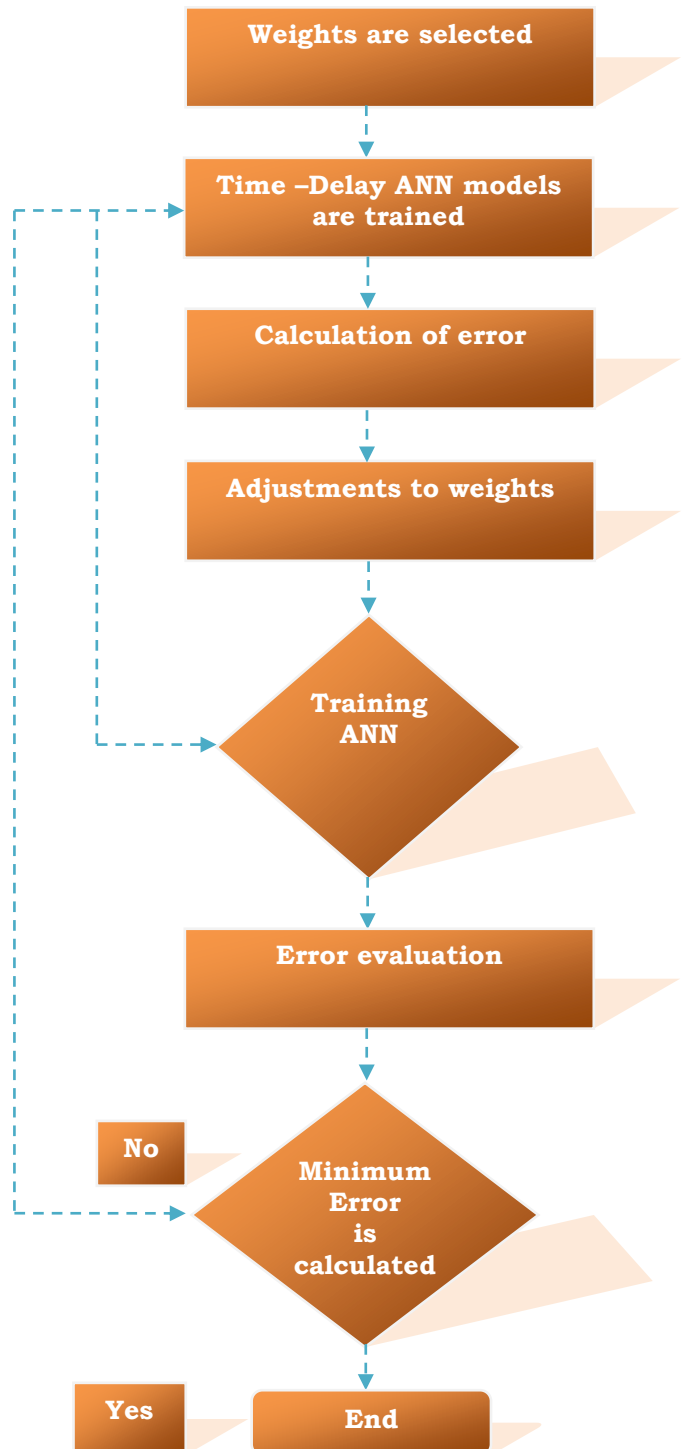 Weights are selected
Time –Delay ANN models
are trained
Calculation of error
Adjustments to weights
Training
ANN
Error evaluation
No
Minimum
Error
is
calculated
Yes
End